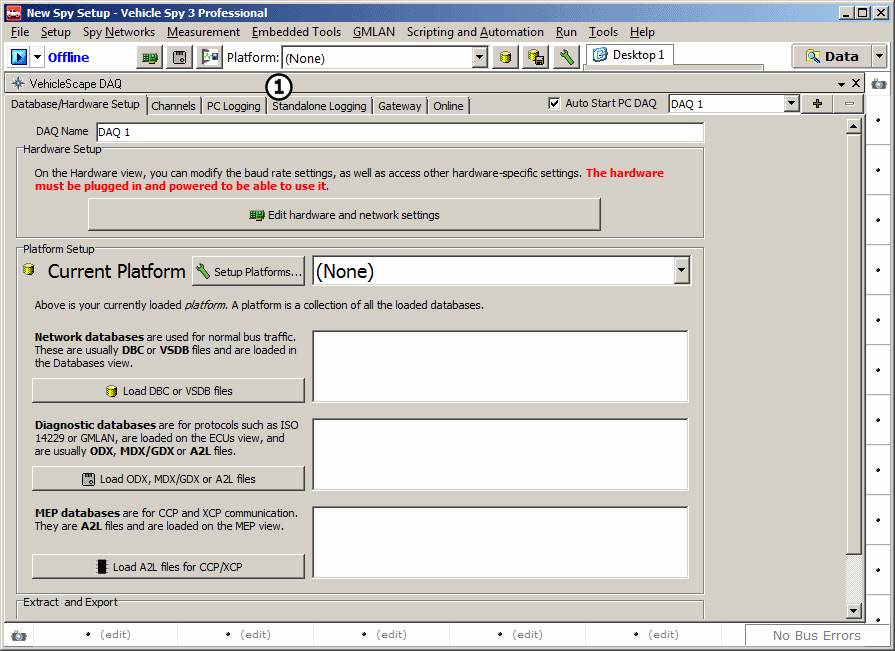 New Spy Setup - Vehicle Spy 3 Professional
File Setup Spy Networks Measurement Embedded Tools GMLAN Scripting and Automation Run Tools Help
Offline Platform: (None) Desktop 1 Data
VehicleScape DAQ
1
Database/Hardware Setup Channels PC Logging Standalone Logging Gateway Online Auto Start PC DAQ DAQ 1
DAQ Name DAQ 1
Hardware Setup
On the Hardware view, you can modify the baud rate settings, as well as access other hardware-specific settings. The hardware
must be plugged in and powered to be able to use it.
Edit hardware and network settings
Platform Setup
Current Platform Setup Platforms... (None)
Above is your currently loaded platform. A platform is a collection of all the loaded databases.
Network databases are used for normal bus traffic.
These are usually DBC or VSDB files and are loaded in
the Databases view.
Load DBC or VSDB files
Diagnostic databases are for protocols such as ISO
14229 or GMLAN, are loaded on the ECUs view, and
are usually ODX, MDX/GDX or A2L files.
Load ODX, MDX/GDX or A2L files
MEP databases are for CCP and XCP communication.
They are A2L files and are loaded on the MEP view.
Load A2L files for CCP/XCP
Extract and Export
(edit) (edit) (edit) (edit) (edit) No Bus Errors